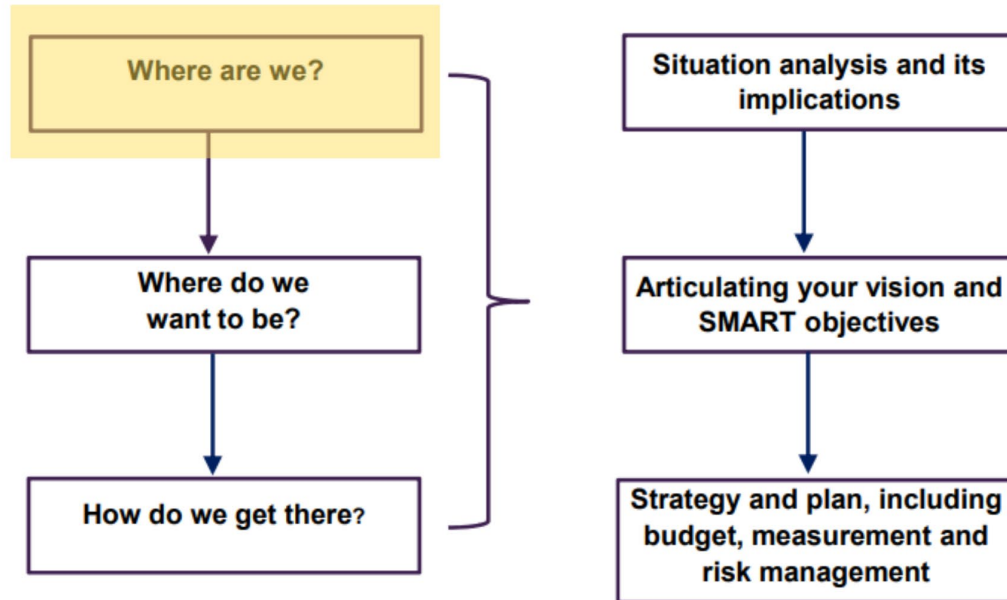 Where are we?
Where do we
want to be?
How do we get there?
Situation analysis and its
implications
Articulating your vision and
SMART objectives
Strategy and plan, including
budget, measurement and
risk management